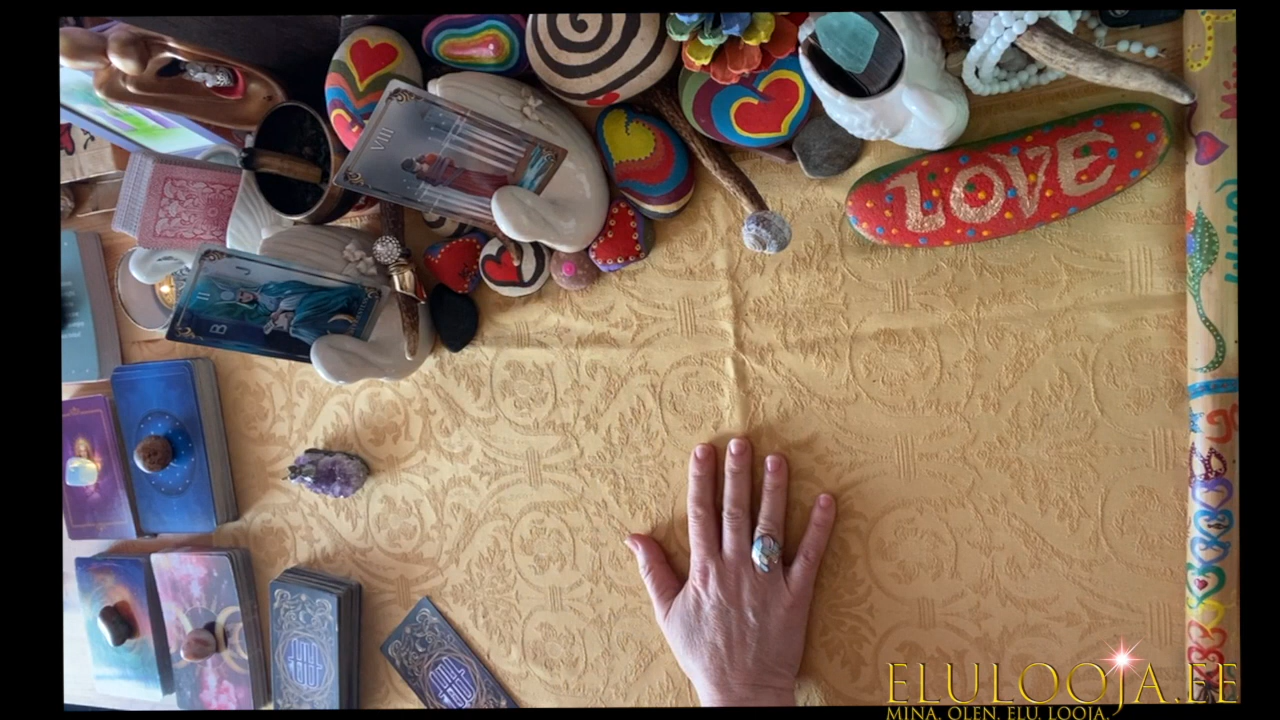 VIII
LOVE
B II J
ELULOOJA.EE
MINA. OLEN. ELU. LOOJA.